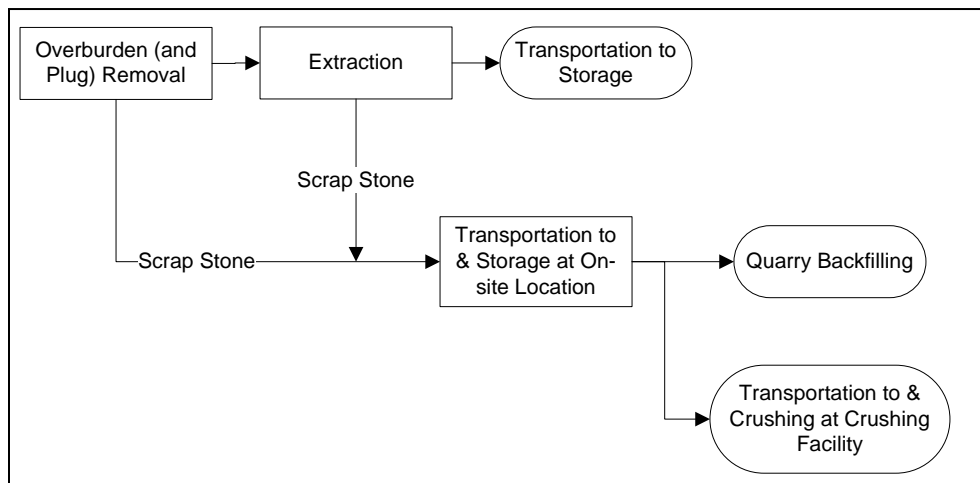 Overburden (and
Plug) Removal
Extraction
Transportation to
Storage
Scrap Stone
Scrap Stone
Transportation to
& Storage at On-
site Location
Quarry Backfilling
Transportation to &
Crushing at Crushing
Facility